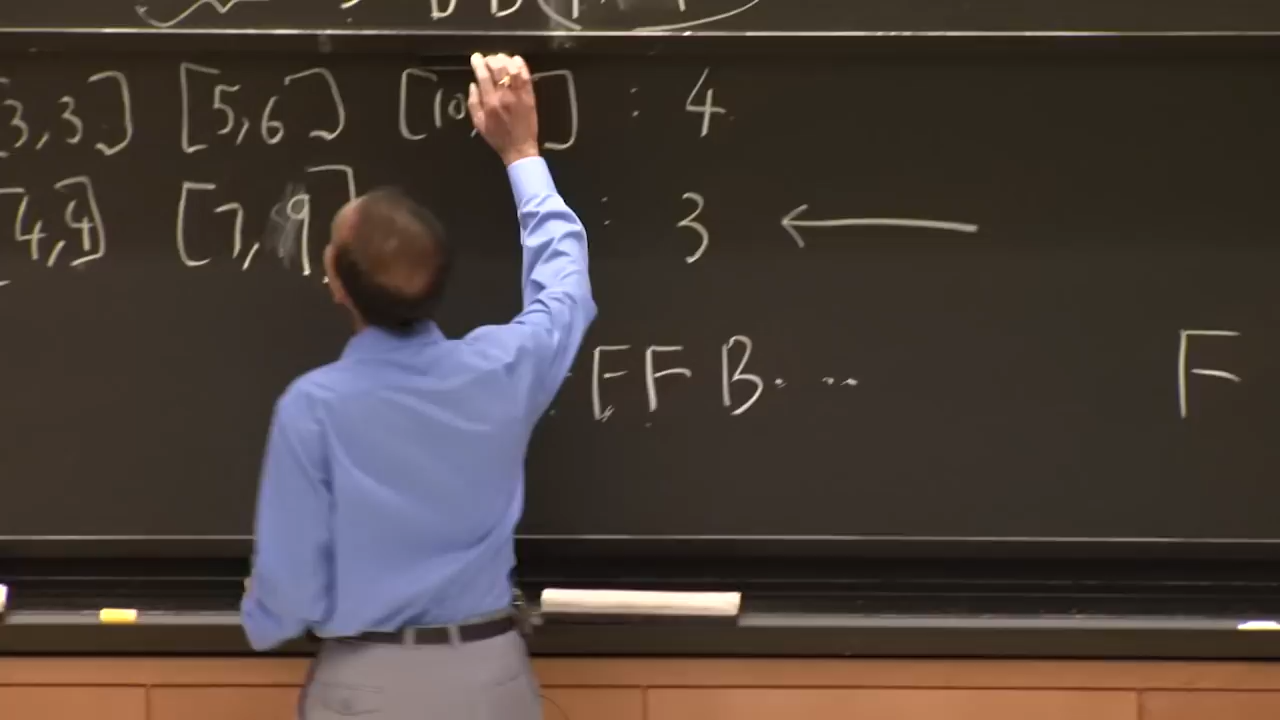 3,3] [5,6] [10, ] : 4
[4,4] [7,9] : 3 ←
F F B . ..
F